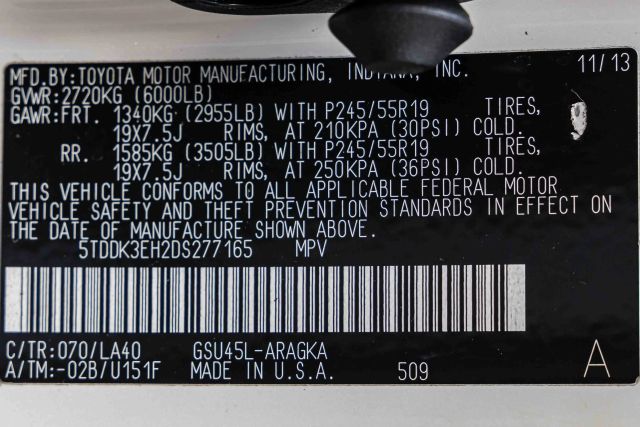 MFD.BY:TOYOTA MOTOR MANUFACTURING, INDIANA, INC. 11/13
GVWR:2720KG (6000LB)
GAWR:FRT. 1340KG (2955LB) WITH P245/55R19 TIRES,
19X7.5J RIMS, AT 210KPA (30PSI) COLD.
RR. 1585KG (3505LB) WITH P245/55R19 TIRES,
19X7.5J RIMS, AT 250KPA (36PSI) COLD.
THIS VEHICLE CONFORMS TO ALL APPLICABLE FEDERAL MOTOR
VEHICLE SAFETY AND THEFT PREVENTION STANDARDS IN EFFECT ON
THE DATE OF MANUFACTURE SHOWN ABOVE.
5TDDK3EH2DS277165 MPV
C/TR:070/LA40 GSU45L-ARAGKA
A/TM:-02B/U151F MADE IN U.S.A. 509 A